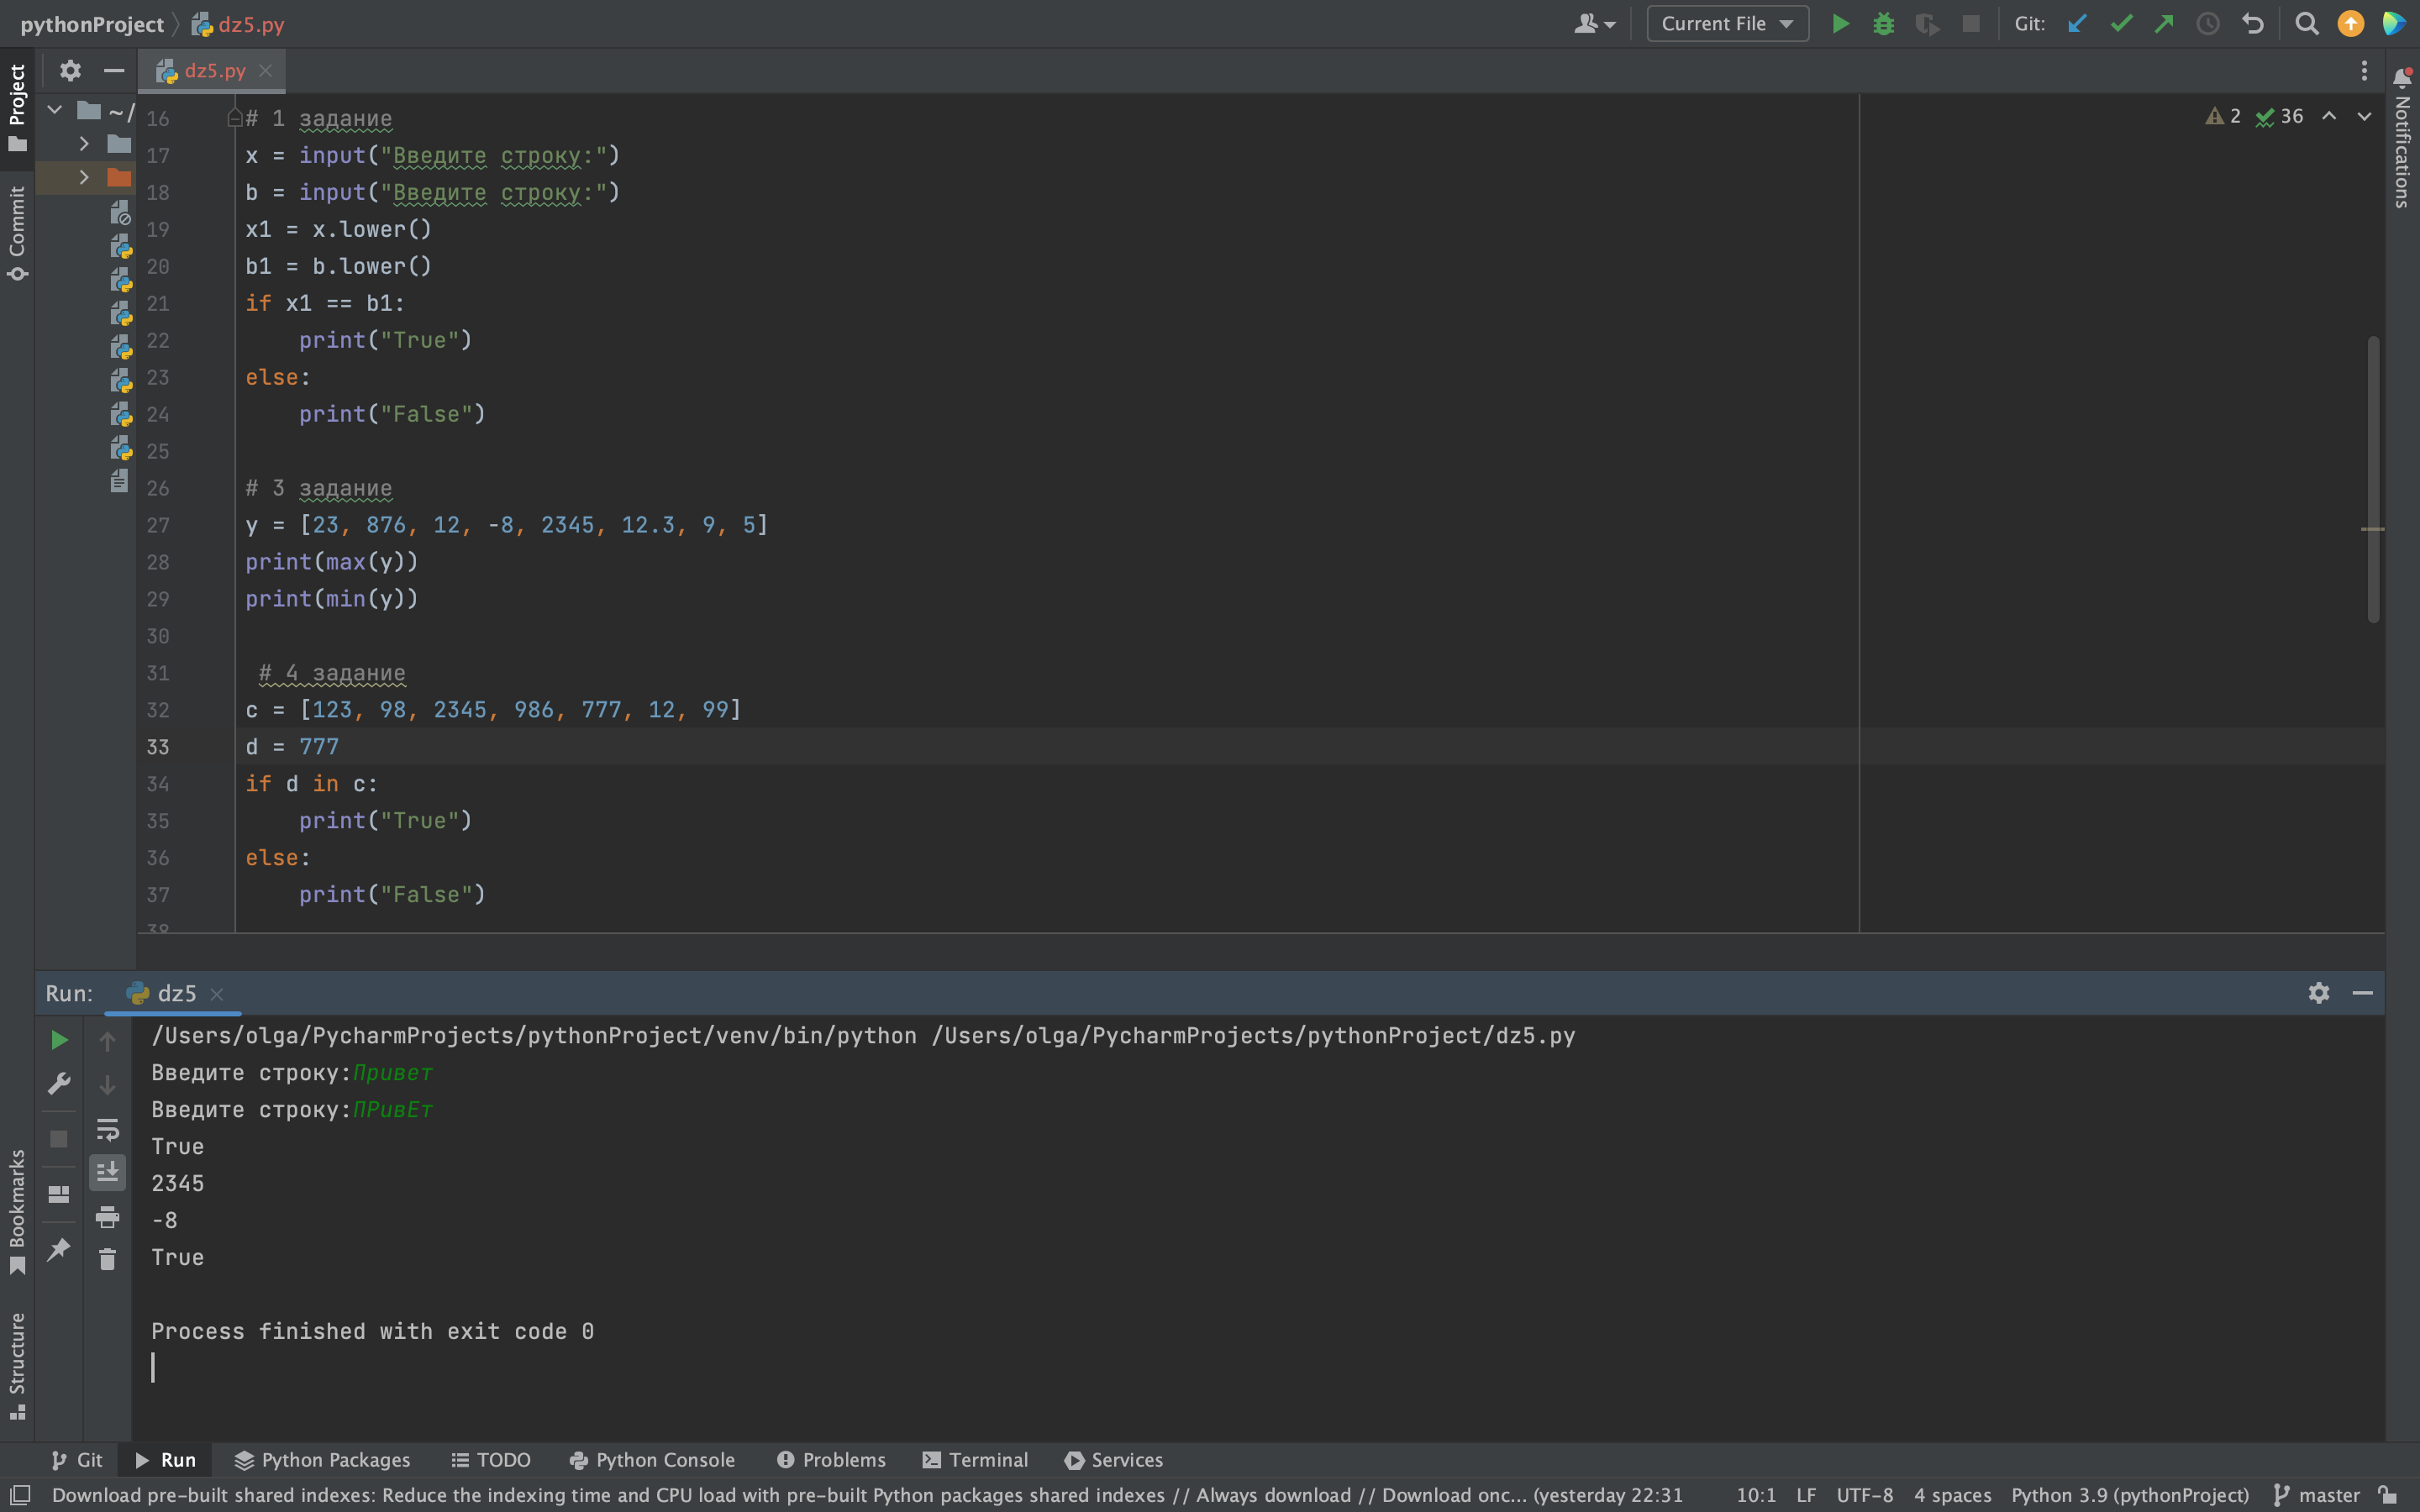 pythonProject dz5.py Current File Git:
Project dz5.py Notifications
~/
Commit
2 36
16 # 1 задание
17 x = input("Введите строку:")
18 b = input("Введите строку:")
19 x1 = x.lower()
20 b1 = b.lower()
21 if x1 == b1:
22 print("True")
23 else:
24 print("False")
25
26 # 3 задание
27 y = [23, 876, 12, -8, 2345, 12.3, 9, 5]
28 print(max(y))
29 print(min(y))
30
31 # 4 задание
32 c = [123, 98, 2345, 986, 777, 12, 99]
33 d = 777
34 if d in c:
35 print("True")
36 else:
37 print("False")
38
Run: dz5
/Users/olga/PycharmProjects/pythonProject/venv/bin/python /Users/olga/PycharmProjects/pythonProject/dz5.py
Введите строку:Привет
Введите строку:ПРивЕт
True
2345
-8
True
Process finished with exit code 0
Bookmarks
Structure
Git Run Python Packages TODO Python Console Problems Terminal Services
Download pre-built shared indexes: Reduce the indexing time and CPU load with pre-built Python packages shared indexes // Always download // Download onc... (yesterday 22:31 10:1 LF UTF-8 4 spaces Python 3.9 (pythonProject) master